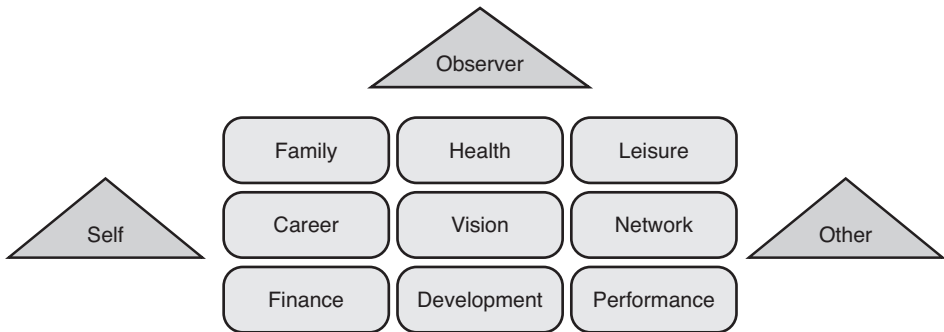 Observer
Family Health Leisure
Self Career Vision Network Other
Finance Development Performance